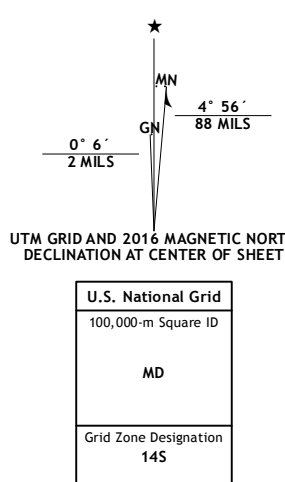 ★
MN
4° 56´
88 MILS
GN
0° 6´
2 MILS
UTM GRID AND 2016 MAGNETIC NORT
DECLINATION AT CENTER OF SHEET
U.S. National Grid
100,000-m Square ID
MD
Grid Zone Designation
14S